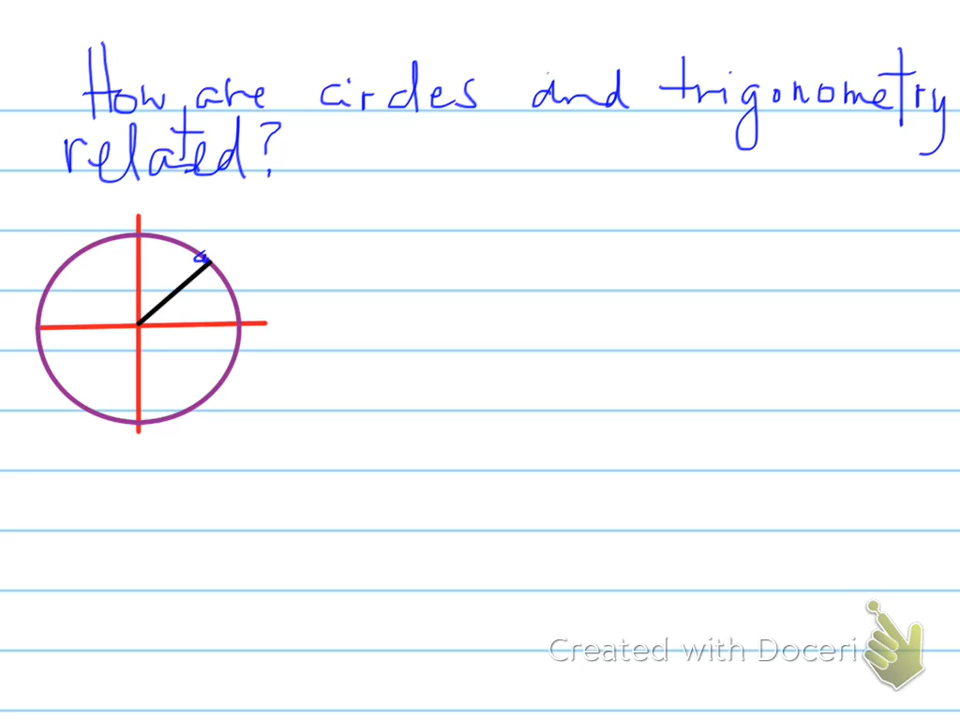 How are circles and trigonometry
related?
Created with Doceri